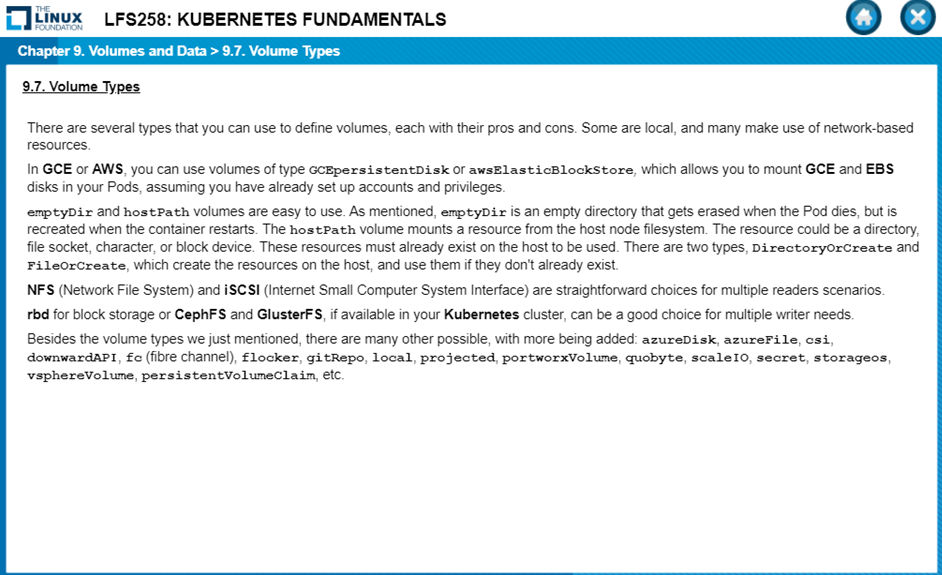 THE
LINUX
FOUNDATION
LFS258: KUBERNETES FUNDAMENTALS
Chapter 9. Volumes and Data > 9.7. Volume Types
9.7. Volume Types
There are several types that you can use to define volumes, each with their pros and cons. Some are local, and many make use of network-based
resources.
In GCE or AWS, you can use volumes of type GCEpersistentDisk or awsElasticBlockStore, which allows you to mount GCE and EBS
disks in your Pods, assuming you have already set up accounts and privileges.
emptyDir and hostPath volumes are easy to use. As mentioned, emptyDir is an empty directory that gets erased when the Pod dies, but is
recreated when the container restarts. The hostPath volume mounts a resource from the host node filesystem. The resource could be a directory,
file socket, character, or block device. These resources must already exist on the host to be used. There are two types, DirectoryOrCreate and
FileOrCreate, which create the resources on the host, and use them if they don't already exist.
NFS (Network File System) and iSCSI (Internet Small Computer System Interface) are straightforward choices for multiple readers scenarios.
rbd for block storage or CephFS and GlusterFS, if available in your Kubernetes cluster, can be a good choice for multiple writer needs.
Besides the volume types we just mentioned, there are many other possible, with more being added: azureDisk, azureFile, csi,
downwardAPI, fc (fibre channel), flocker, gitRepo, local, projected, portworxVolume, quobyte, scaleIO, secret, storageos,
vsphereVolume, persistentVolumeClaim, etc.